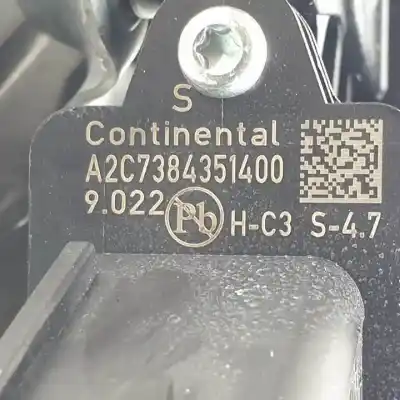 S
Continental
A2C7384351400
9.022 Pb H-C3 S-4.7